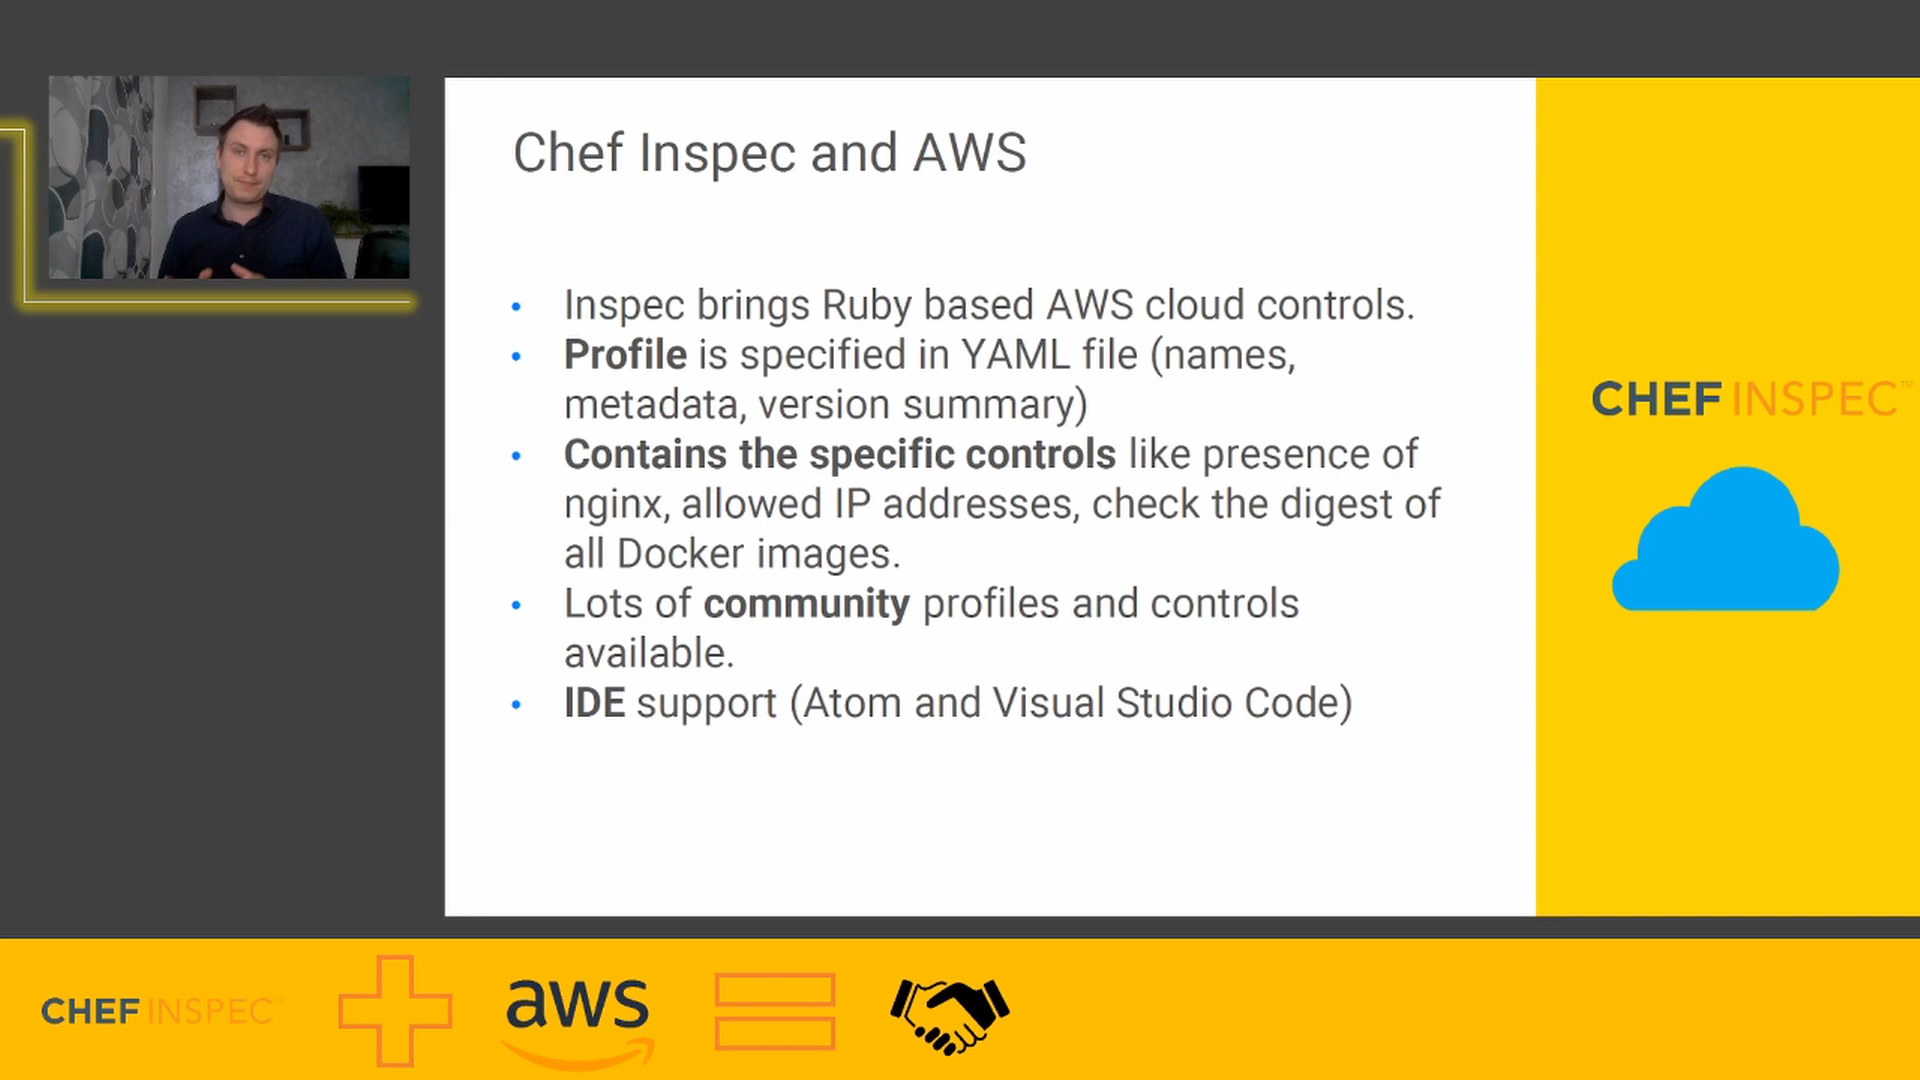 Chef Inspec and AWS
• Inspec brings Ruby based AWS cloud controls.
• Profile is specified in YAML file (names,
metadata, version summary)
• Contains the specific controls like presence of
nginx, allowed IP addresses, check the digest of
all Docker images.
• Lots of community profiles and controls
available.
• IDE support (Atom and Visual Studio Code)
CHEF INSPEC™
CHEF INSPEC™
aws